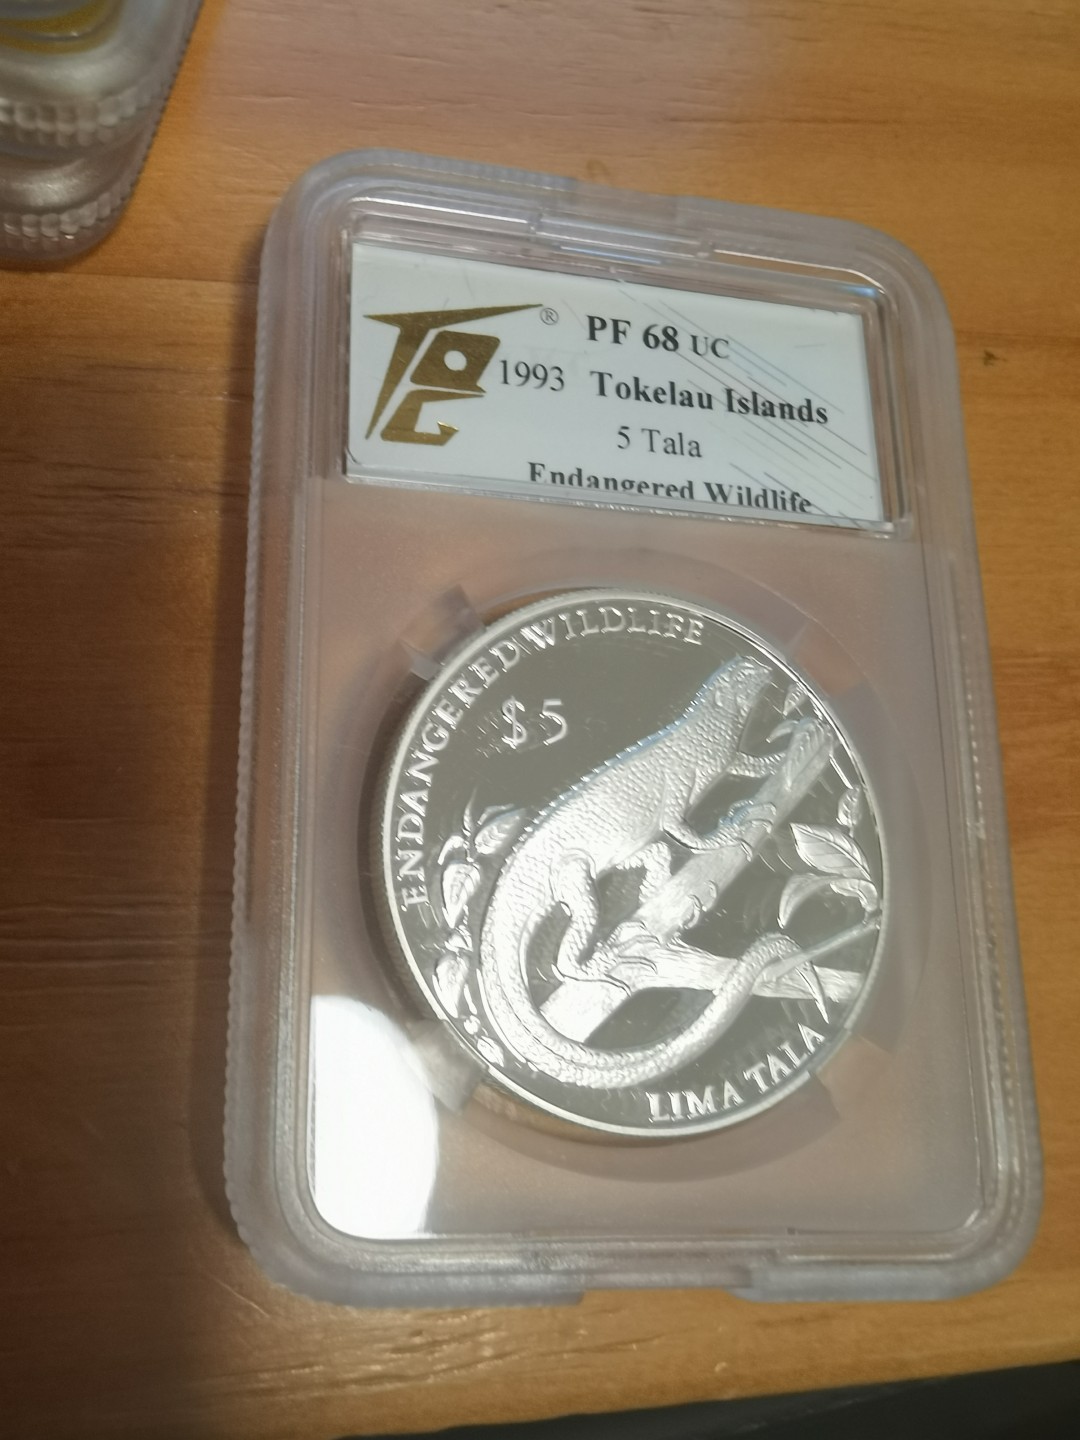 ® PF 68 UC
1993 Tokelau Islands
5 Tala
Endangered Wildlife
ENDANGERED WILDLIFE
$5
LIMA TALA